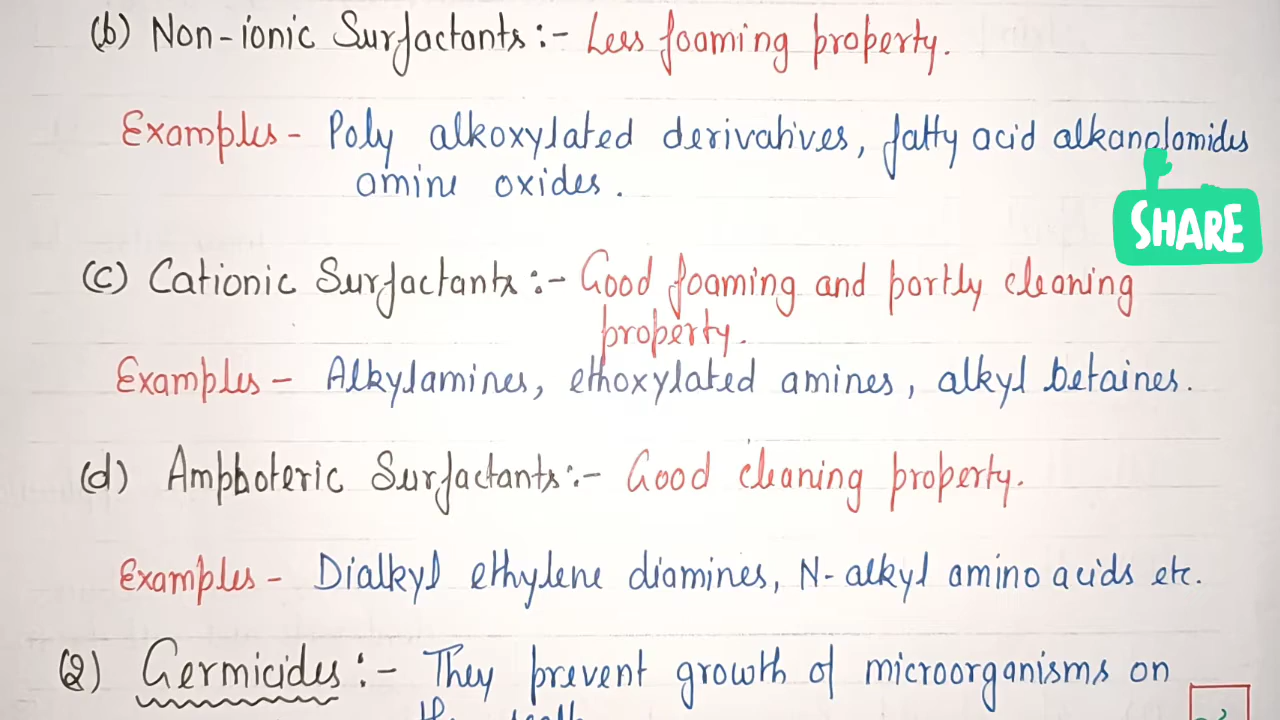 (b) Non-ionic Surfactants :- Less foaming property.
Examples - Poly alkoxylated derivatives, fatty acid alkanolamides
amine oxides.
SHARE
(c) Cationic Surfactants :- Good foaming and partly cleaning
property.
Examples - Alkylamines, ethoxylated amines, alkyl betaines.
(d) Amphoteric Surfactants :- Good cleaning property.
Examples - Dialkyl ethylene diamines, N-alkyl amino acids etc.
(2) Germicides :- They prevent growth of microorganisms on
the scalp